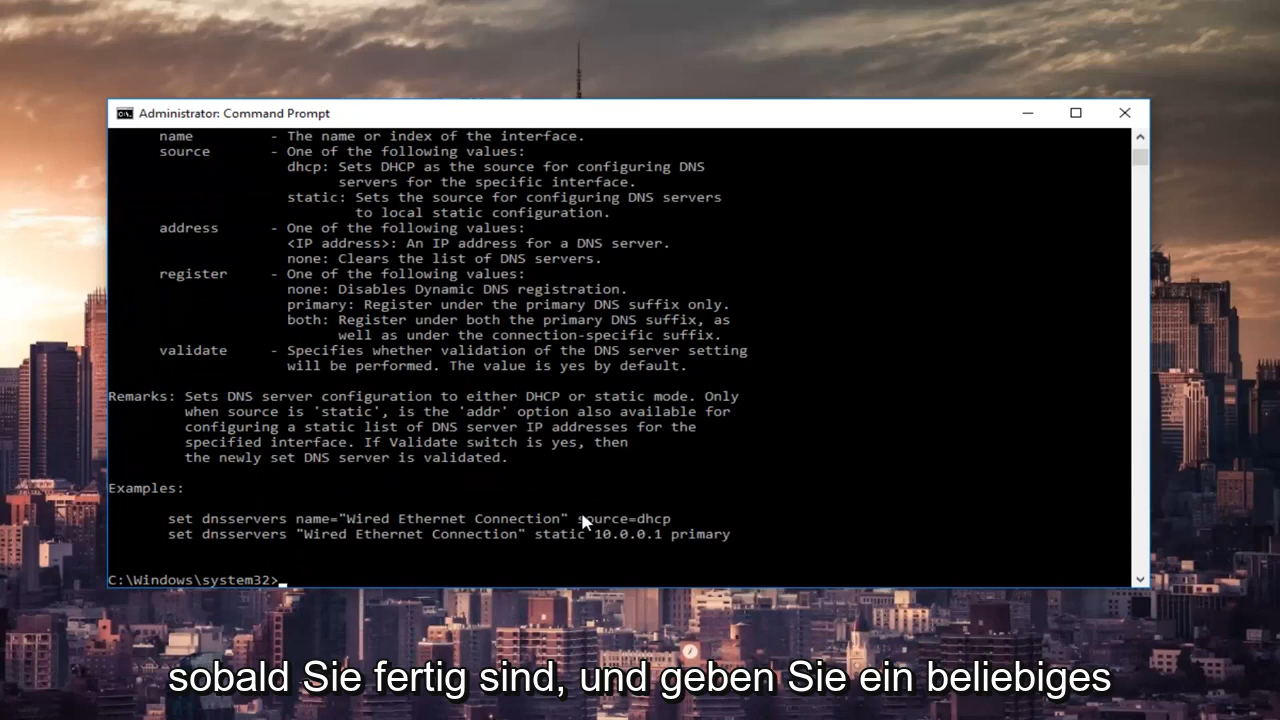 Administrator: Command Prompt
name - The name or index of the interface.
source - One of the following values:
dhcp: Sets DHCP as the source for configuring DNS
servers for the specific interface.
static: Sets the source for configuring DNS servers
to local static configuration.
address - One of the following values:
<IP address>: An IP address for a DNS server.
none: Clears the list of DNS servers.
register - One of the following values:
none: Disables Dynamic DNS registration.
primary: Register under the primary DNS suffix only.
both: Register under both the primary DNS suffix, as
well as under the connection-specific suffix.
validate - Specifies whether validation of the DNS server setting
will be performed. The value is yes by default.
Remarks: Sets DNS server configuration to either DHCP or static mode. Only
when source is 'static', is the 'addr' option also available for
configuring a static list of DNS server IP addresses for the
specified interface. If Validate switch is yes, then
the newly set DNS server is validated.
Examples:
set dnsservers name="Wired Ethernet Connection" source=dhcp
set dnsservers "Wired Ethernet Connection" static 10.0.0.1 primary
C:\Windows\system32>
sobald Sie fertig sind, und geben Sie ein beliebiges